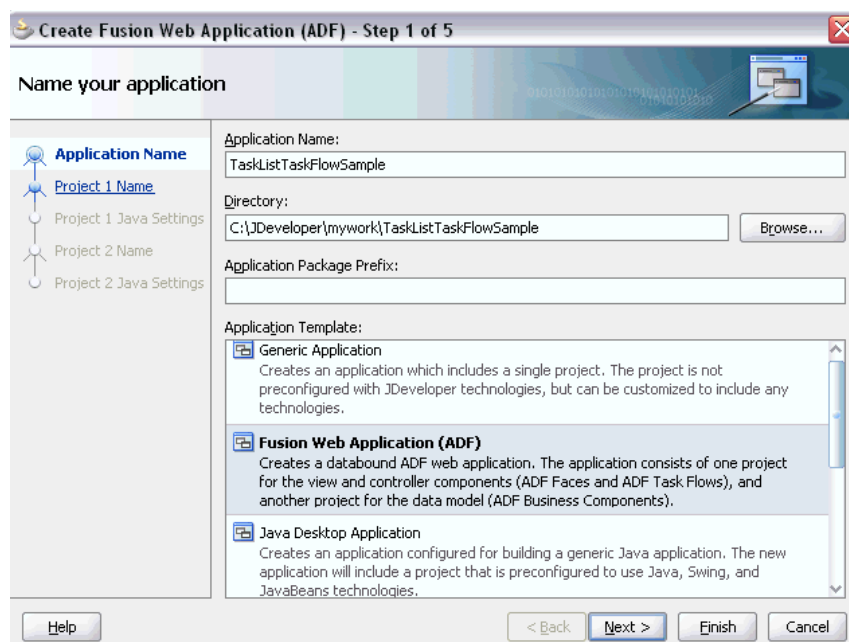 Create Fusion Web Application (ADF) - Step 1 of 5
Name your application
Application Name
Project 1 Name
Project 1 Java Settings
Project 2 Name
Project 2 Java Settings
Application Name:
TaskListTaskFlowSample
Directory:
C:\JDeveloper\mywork\TaskListTaskFlowSample
Browse...
Application Package Prefix:
Application Template:
Generic Application
Creates an application which includes a single project. The project is not
preconfigured with JDeveloper technologies, but can be customized to include any
technologies.
Fusion Web Application (ADF)
Creates a databound ADF web application. The application consists of one project
for the view and controller components (ADF Faces and ADF Task Flows), and
another project for the data model (ADF Business Components).
Java Desktop Application
Creates an application configured for building a generic Java application. The new
application will include a project that is preconfigured to use Java, Swing, and
JavaBeans technologies.
Help
< Back
Next >
Finish
Cancel